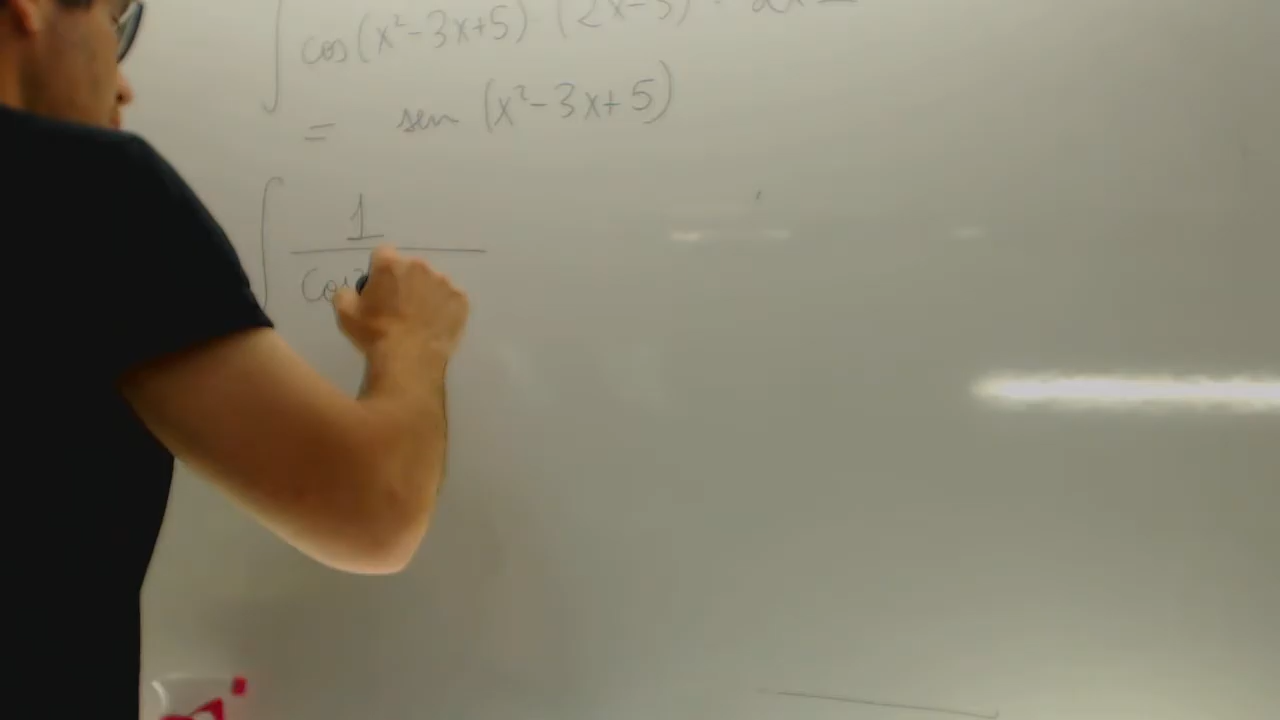 ∫ cos(x²-3x+5) (2x-3) · dx =
= sen (x²-3x+5)
∫ 1
cos